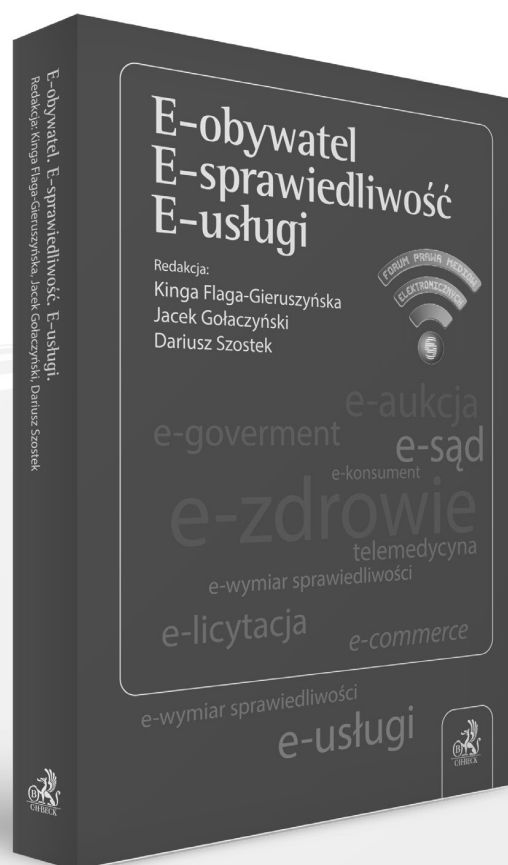 E-obywatel. E-sprawiedliwość. E-usługi.
Redakcja: Kinga Flaga-Gieruszyńska, Jacek Gołaczyński, Dariusz Szostek
C·H·BECK
E-obywatel
E-sprawiedliwość
E-usługi
Redakcja:
Kinga Flaga-Gieruszyńska
Jacek Gołaczyński
Dariusz Szostek
FORUM PRAWA MEDIÓW
ELEKTRONICZNYCH
§
e-aukcja
e-goverment
e-sąd
e-konsument
e-zdrowie
telemedycyna
e-wymiar sprawiedliwości
e-licytacja
e-commerce
e-wymiar sprawiedliwości
e-usługi
C·H·BECK